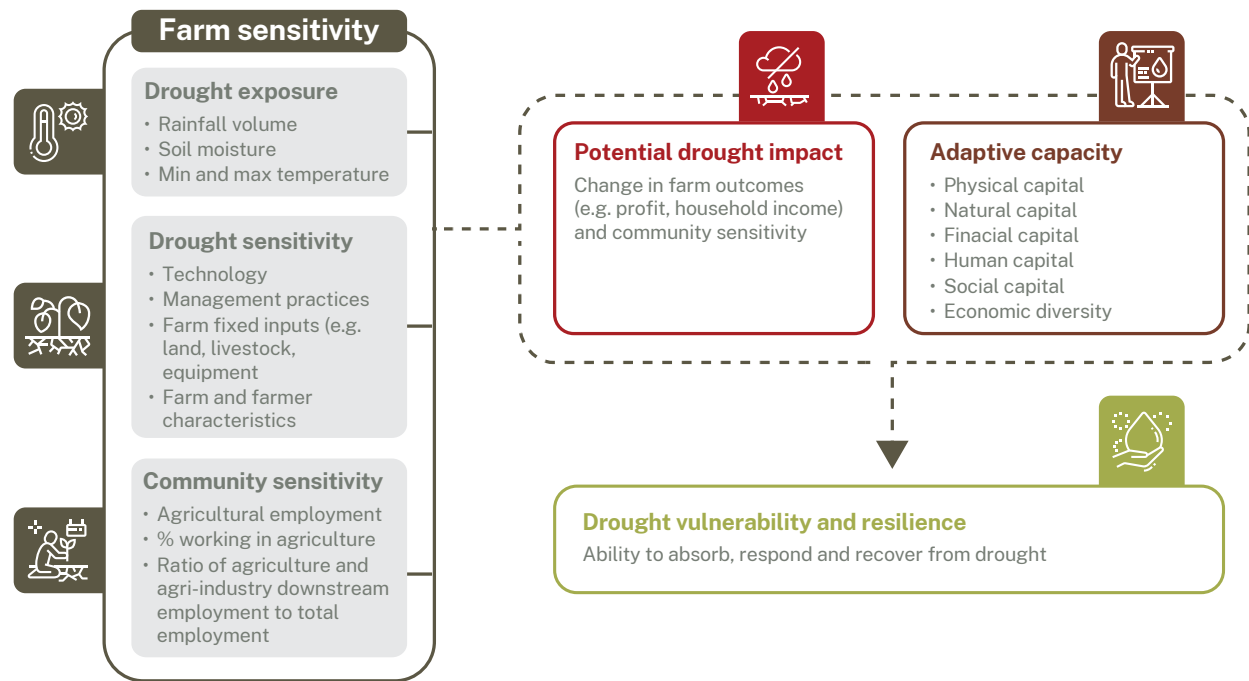 Farm sensitivity
Drought exposure
• Rainfall volume
• Soil moisture
• Min and max temperature
Drought sensitivity
• Technology
• Management practices
• Farm fixed inputs (e.g.
land, livestock,
equipment
• Farm and farmer
characteristics
Community sensitivity
• Agricultural employment
• % working in agriculture
• Ratio of agriculture and
agri-industry downstream
employment to total
employment
Potential drought impact
Change in farm outcomes
(e.g. profit, household income)
and community sensitivity
Adaptive capacity
• Physical capital
• Natural capital
• Finacial capital
• Human capital
• Social capital
• Economic diversity
Drought vulnerability and resilience
Ability to absorb, respond and recover from drought